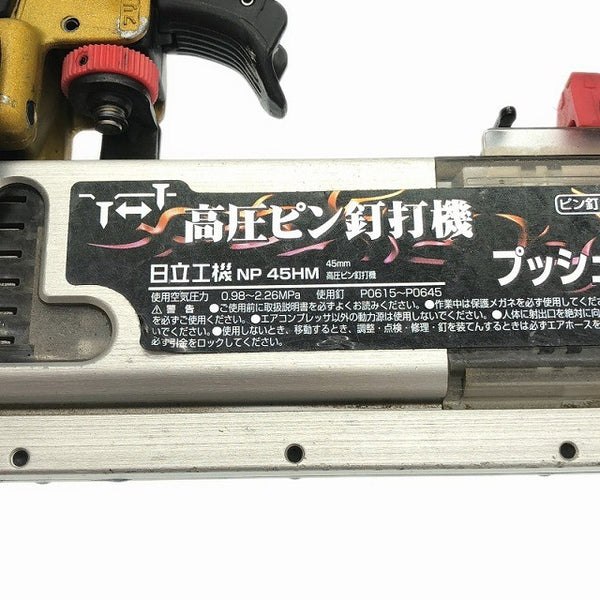 高圧ピン釘打機
ピン釘
日立工機 NP 45HM 45mm 高圧ピン釘打機
プッシュ
使用空気圧力 0.98~2.26MPa 使用釘 P0615~P0645
⚠警告 ●ご使用前に取扱説明書を必ずよくお読みください。●作業中は保護メガネを必ず使用してくだ
を必ずご使用ください。●エアコンプレッサ以外の動力源は使用しないでください。●人体に射出口を絶対に向
いでください。●使用しないとき、移動するとき、調整・点検・修理・釘を装てんするときは必ずエアホースを
必ず引金をロックしてください。